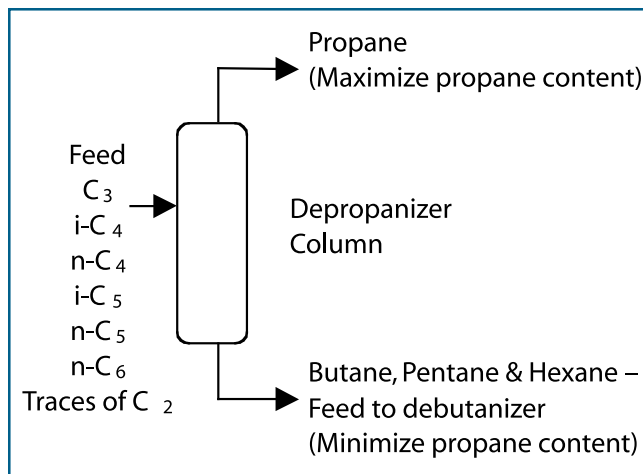 Propane
(Maximize propane content)
Feed
C₃
i-C₄
n-C₄
i-C₅
n-C₅
n-C₆
Traces of C₂
Depropanizer
Column
Butane, Pentane & Hexane –
Feed to debutanizer
(Minimize propane content)